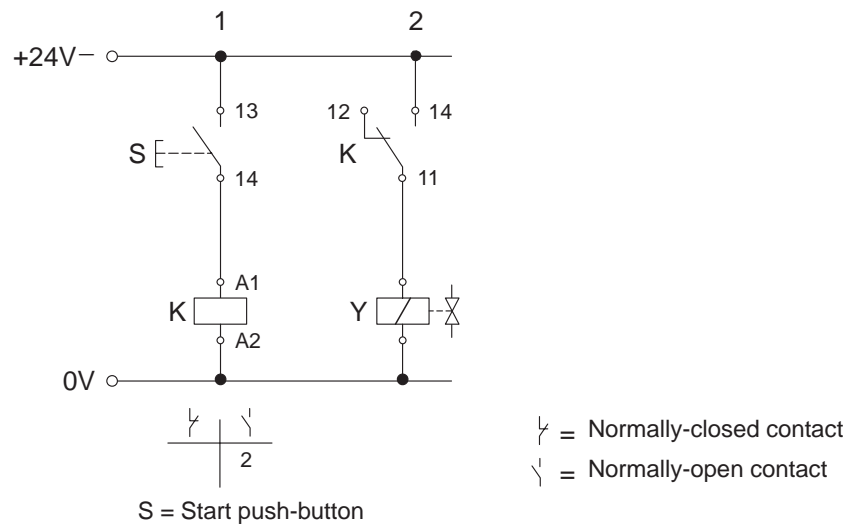 1 2
+24V
13 12 14
S K
14 11
A1
K Y
A2
0V
2
= Normally-closed contact
= Normally-open contact
S = Start push-button